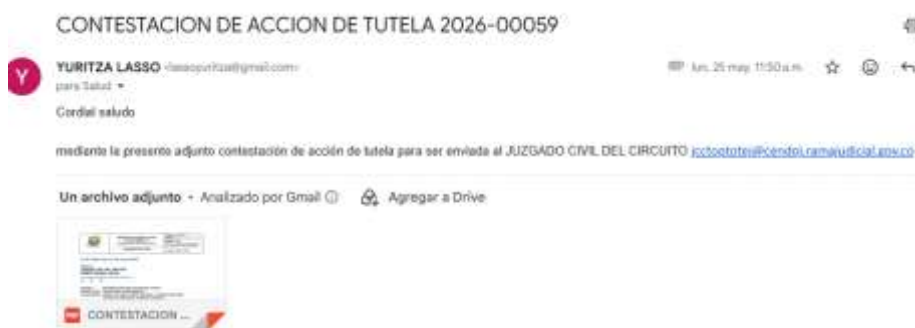 CONTESTACION DE ACCION DE TUTELA 2026-00059
Y
YURITZA LASSO
lun, 25 may, 11:50 a.m.
para Salud
Cordial saludo
mediante la presente adjunto contestación de acción de tutela para ser enviada al JUZGADO CIVIL DEL CIRCUITO
Un archivo adjunto • Analizado por Gmail
Agregar a Drive
PDF
CONTESTACION ...